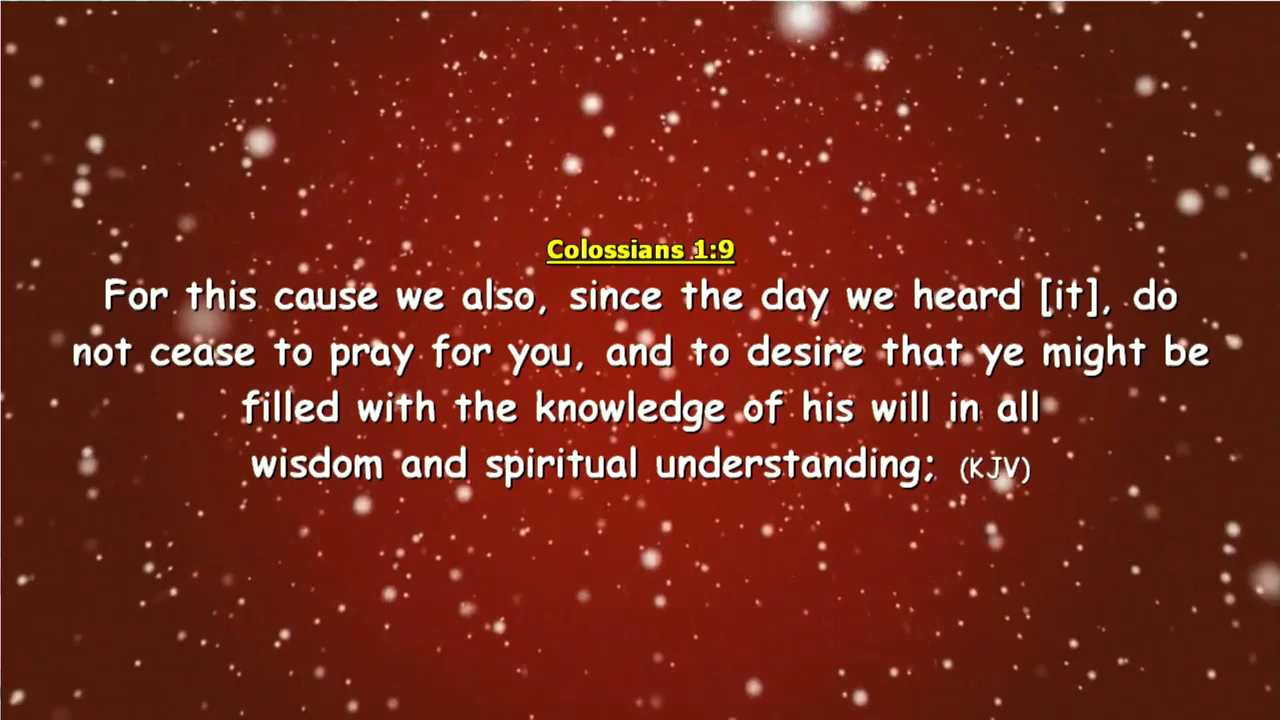 Colossians 1:9
For this cause we also, since the day we heard [it], do
not cease to pray for you, and to desire that ye might be
filled with the knowledge of his will in all
wisdom and spiritual understanding; (KJV)